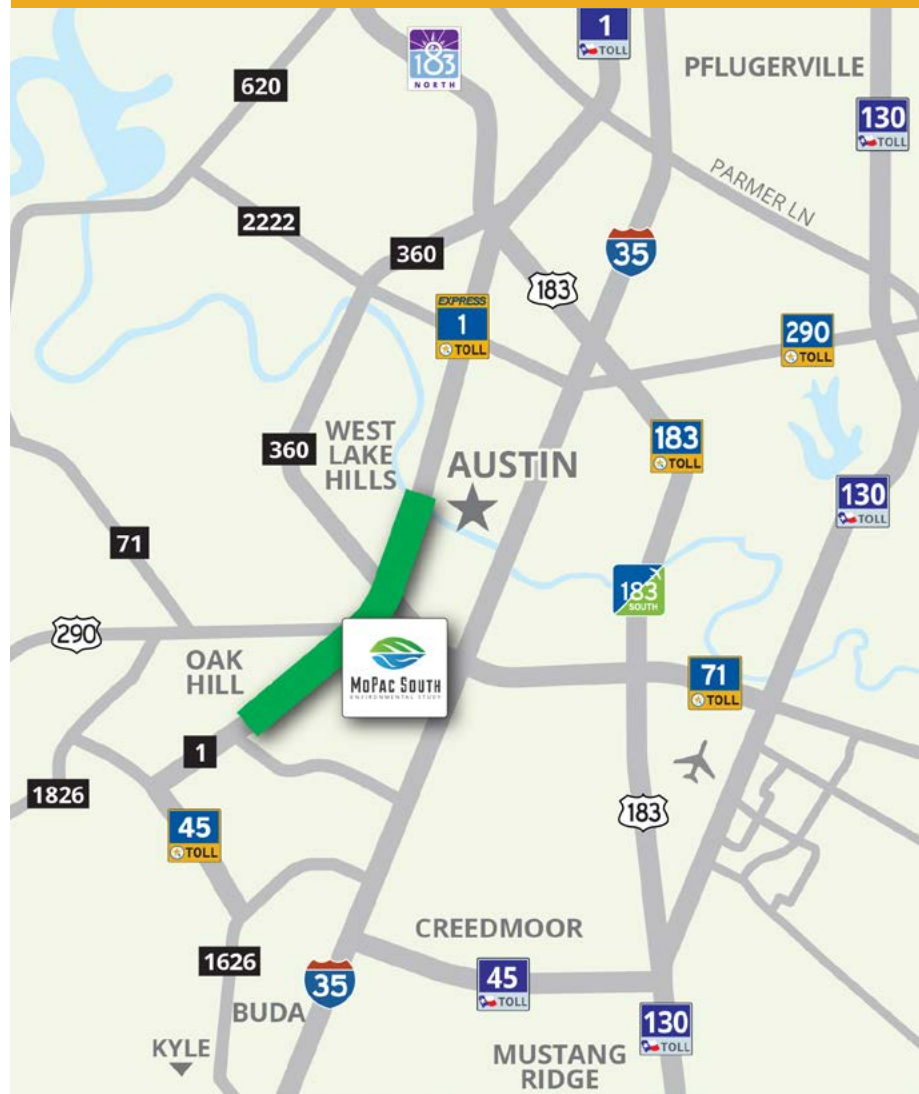 1
TOLL
183
NORTH
PFLUGERVILLE
620
130
TOLL
PARMER LN
2222
35
360
183
EXPRESS
1
TOLL
290
TOLL
WEST
LAKE
HILLS
360
AUSTIN
183
TOLL
130
TOLL
71
183
SOUTH
290
OAK
HILL
MOPAC SOUTH
ENVIRONMENTAL STUDY
71
TOLL
1
1826
183
45
TOLL
CREEDMOOR
1626
35
45
TOLL
BUDA
130
TOLL
KYLE
MUSTANG
RIDGE